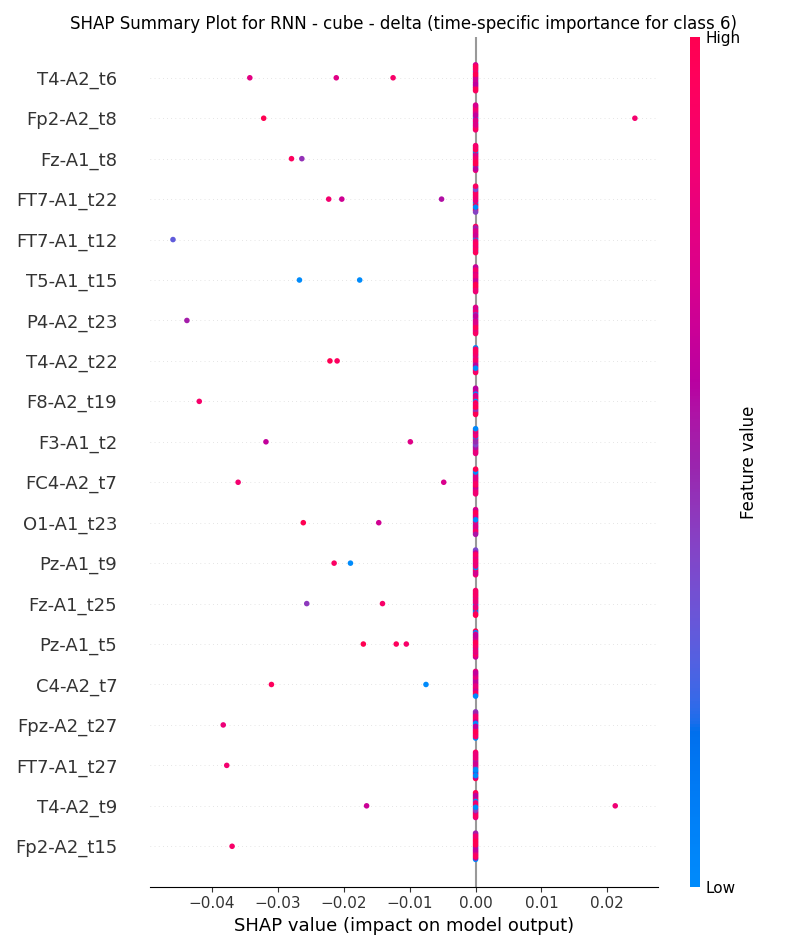 SHAP Summary Plot for RNN - cube - delta (time-specific importance for class 6)
High
T4-A2_t6
Fp2-A2_t8
Fz-A1_t8
FT7-A1_t22
FT7-A1_t12
T5-A1_t15
P4-A2_t23
T4-A2_t22
F8-A2_t19
F3-A1_t2
FC4-A2_t7
O1-A1_t23
Pz-A1_t9
Fz-A1_t25
Pz-A1_t5
C4-A2_t7
Fpz-A2_t27
FT7-A1_t27
T4-A2_t9
Fp2-A2_t15
Feature value
Low
−0.04 −0.03 −0.02 −0.01 0.00 0.01 0.02
SHAP value (impact on model output)